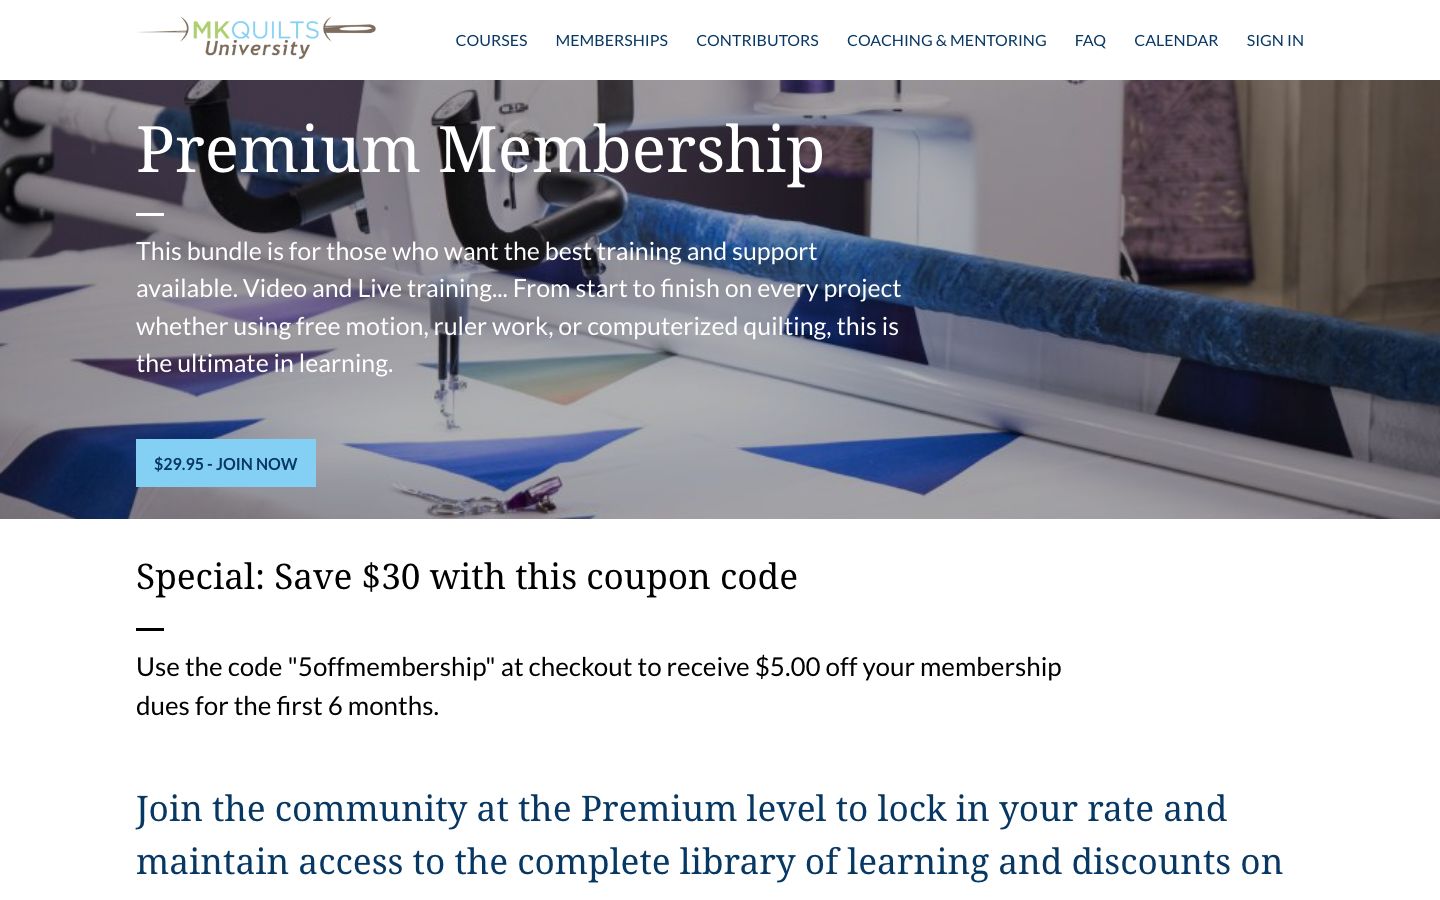 MKQUILTS
University
COURSES MEMBERSHIPS CONTRIBUTORS COACHING & MENTORING FAQ CALENDAR SIGN IN
Premium Membership
This bundle is for those who want the best training and support
available. Video and Live training... From start to finish on every project
whether using free motion, ruler work, or computerized quilting, this is
the ultimate in learning.
$29.95 - JOIN NOW
Special: Save $30 with this coupon code
Use the code "5offmembership" at checkout to receive $5.00 off your membership
dues for the first 6 months.
Join the community at the Premium level to lock in your rate and
maintain access to the complete library of learning and discounts on